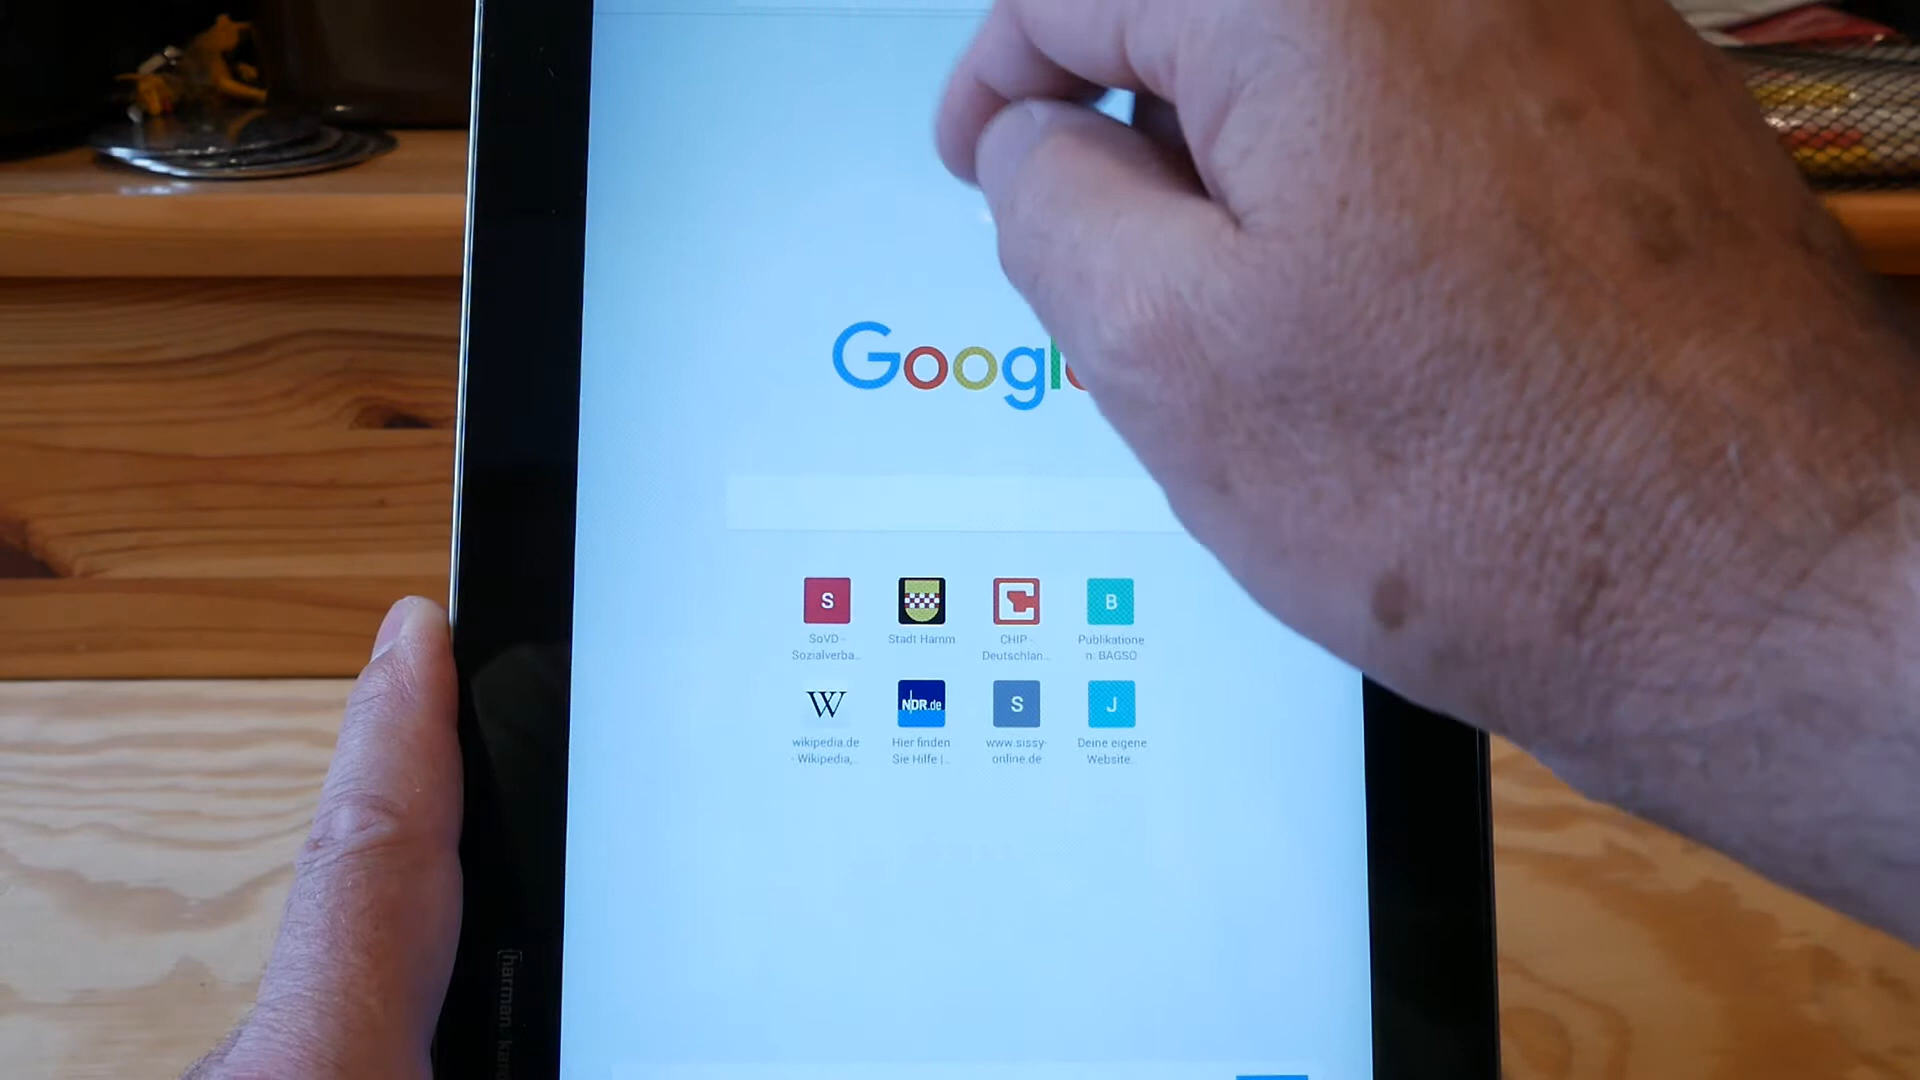 Google
S
B
SoVD -
Sozialverba...
Stadt Hamm
CHIP -
Deutschlan...
Publikatione
n: BAGSO
W
NDR.de
S
J
wikipedia.de
- Wikipedia,...
Hier finden
Sie Hilfe |...
www.sissy-
online.de
Deine eigene
Website...
harman